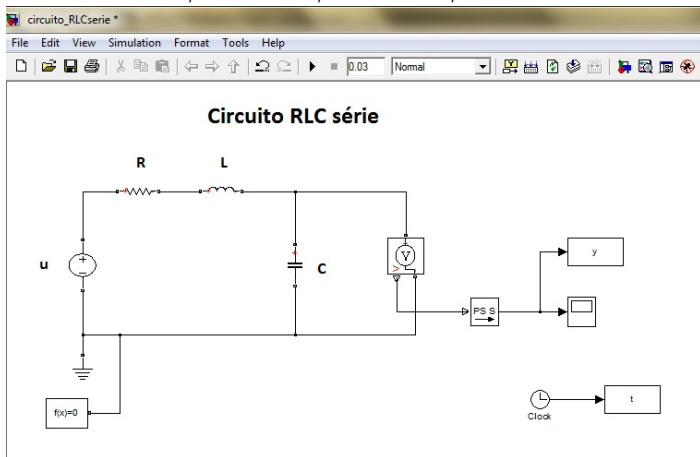 circuito_RLCserie *
File Edit View Simulation Format Tools Help
0.03 Normal
Circuito RLC série
R L
u
C
V
y
PS S
f(x)=0
t
Clock